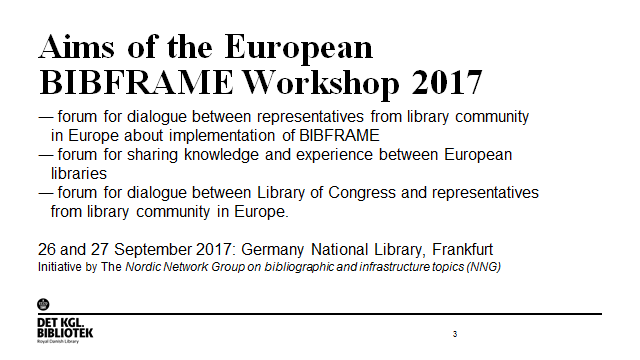 Aims of the European
BIBFRAME Workshop 2017
— forum for dialogue between representatives from library community
in Europe about implementation of BIBFRAME
— forum for sharing knowledge and experience between European
libraries
— forum for dialogue between Library of Congress and representatives
from library community in Europe.
26 and 27 September 2017: Germany National Library, Frankfurt
Initiative by The Nordic Network Group on bibliographic and infrastructure topics (NNG)
DET KGL.
BIBLIOTEK
Royal Danish Library
3